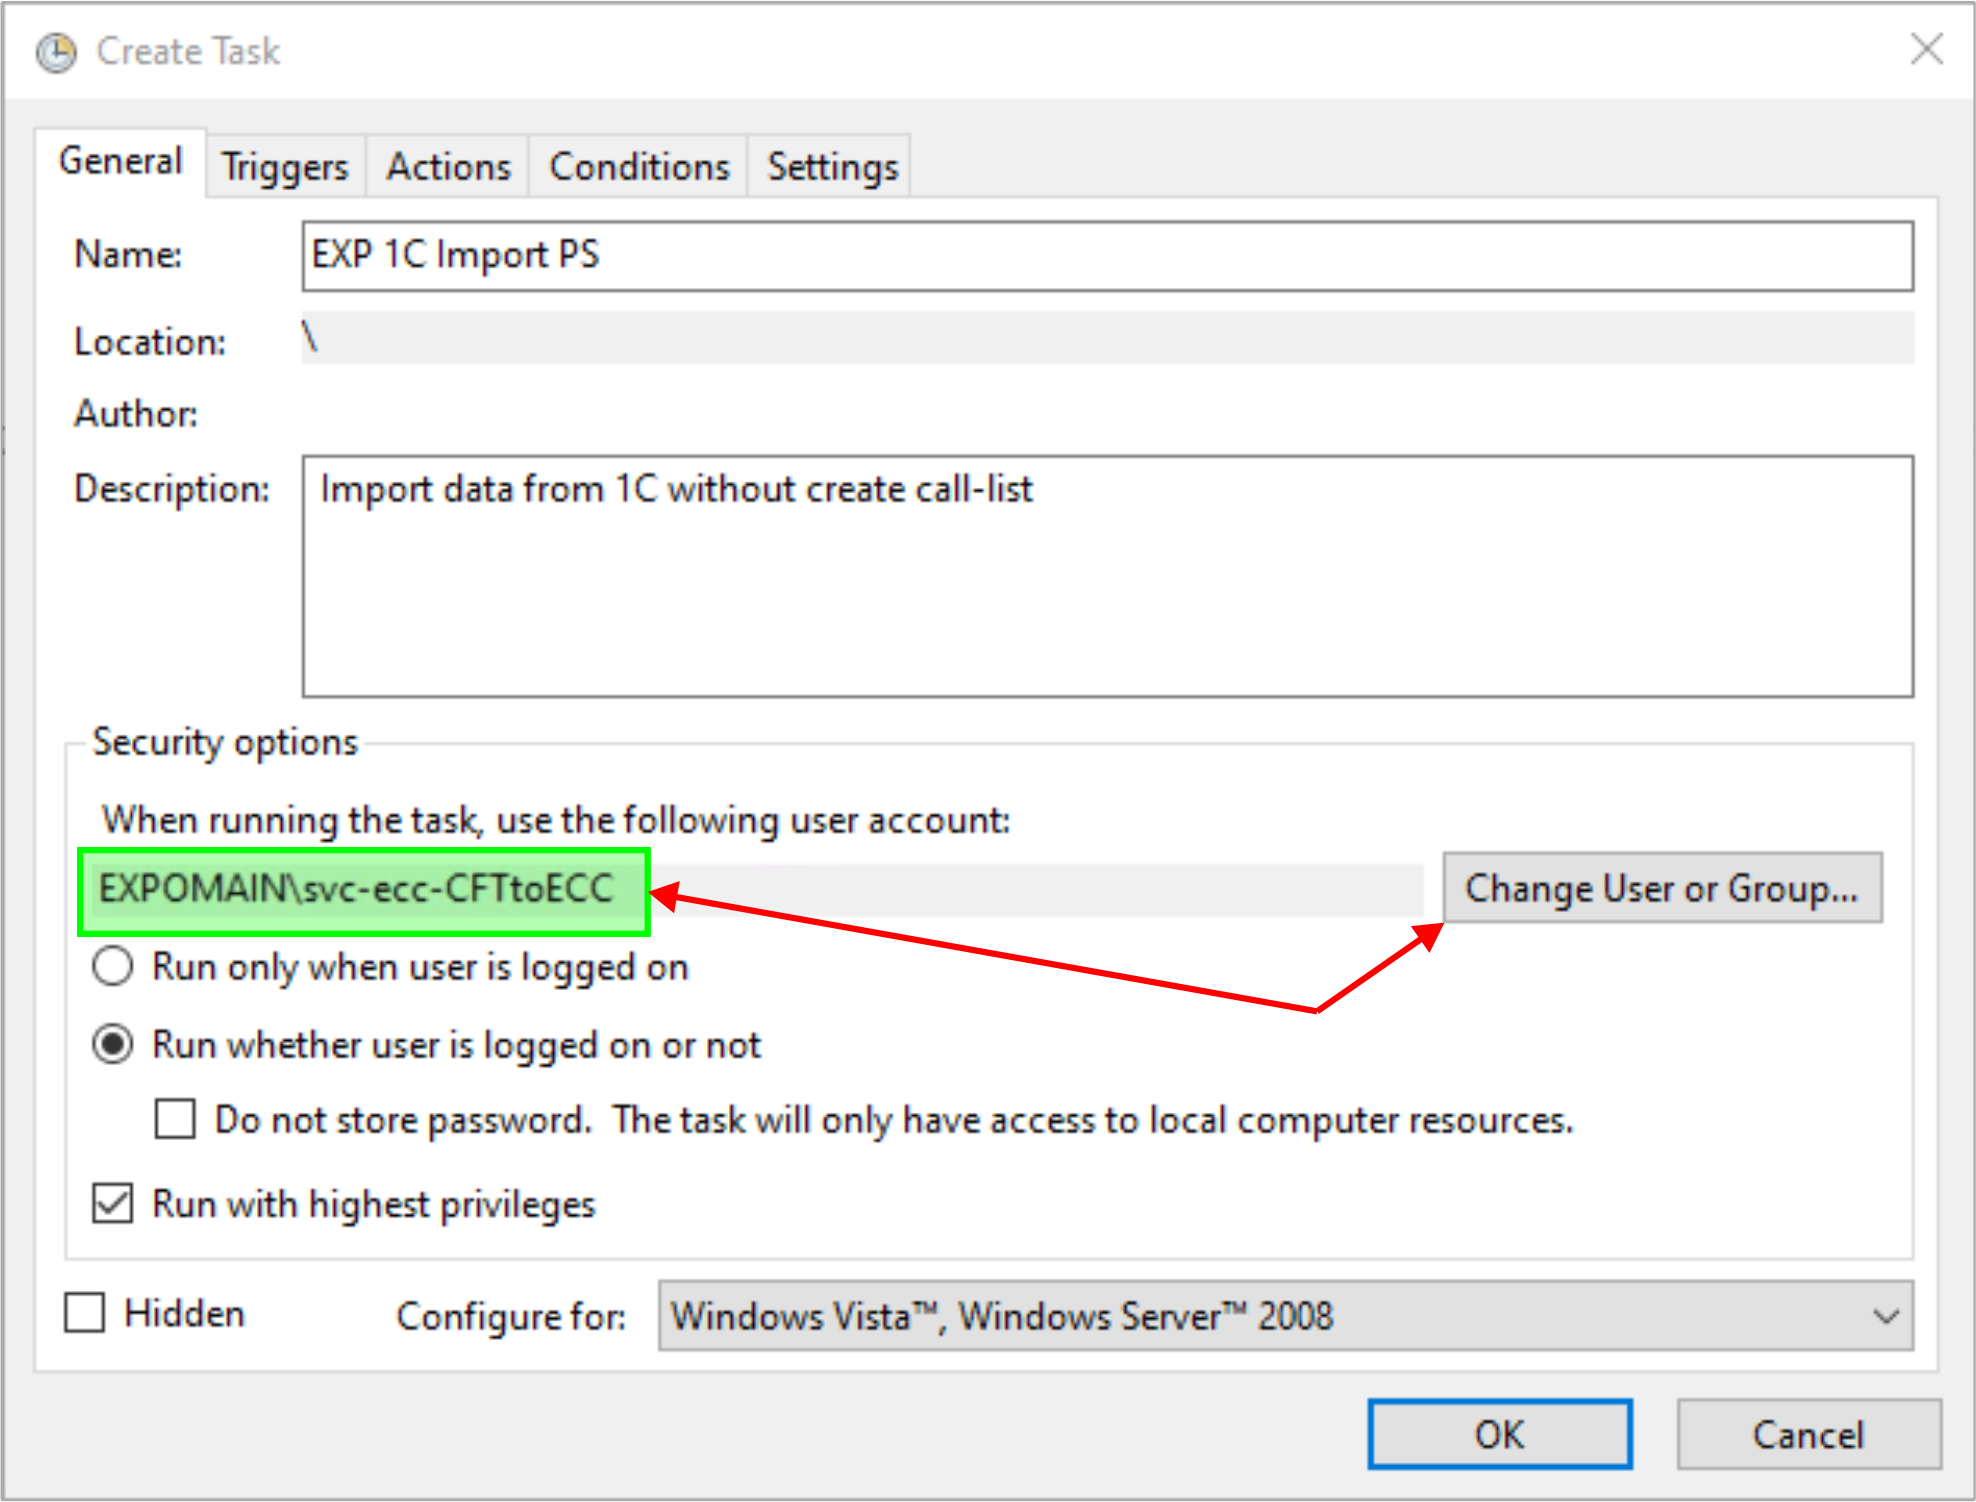 Create Task
General
Triggers
Actions
Conditions
Settings
Name:
EXP 1C Import PS
Location:
\
Author:
Description:
Import data from 1C without create call-list
Security options
When running the task, use the following user account:
EXPOMAIN\svc-ecc-CFTtoECC
Change User or Group...
Run only when user is logged on
Run whether user is logged on or not
Do not store password.  The task will only have access to local computer resources.
Run with highest privileges
Hidden
Configure for:
Windows Vista™, Windows Server™ 2008
OK
Cancel